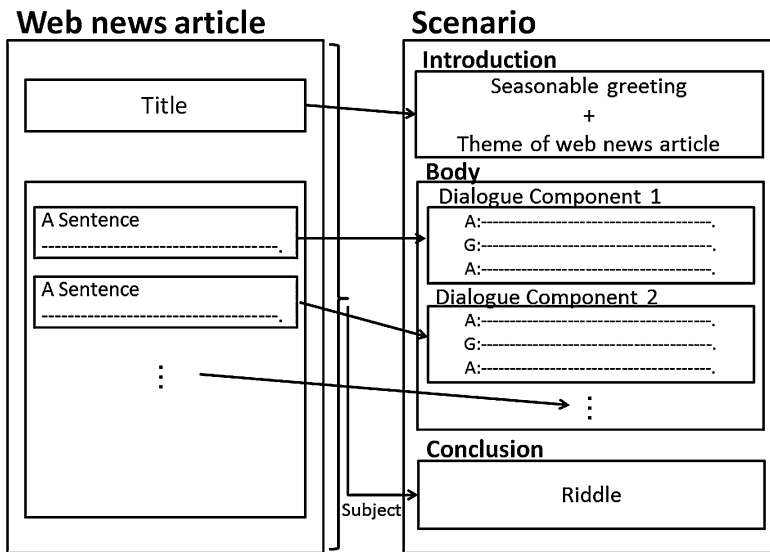 Web news article
Title
A Sentence
----------------------------------.
A Sentence
----------------------------------.
⋮
Subject
Scenario
Introduction
Seasonable greeting
+
Theme of web news article
Body
Dialogue Component 1
A:----------------------------------.
G:----------------------------------.
A:----------------------------------.
Dialogue Component 2
A:----------------------------------.
G:----------------------------------.
A:----------------------------------.
⋮
Conclusion
Riddle